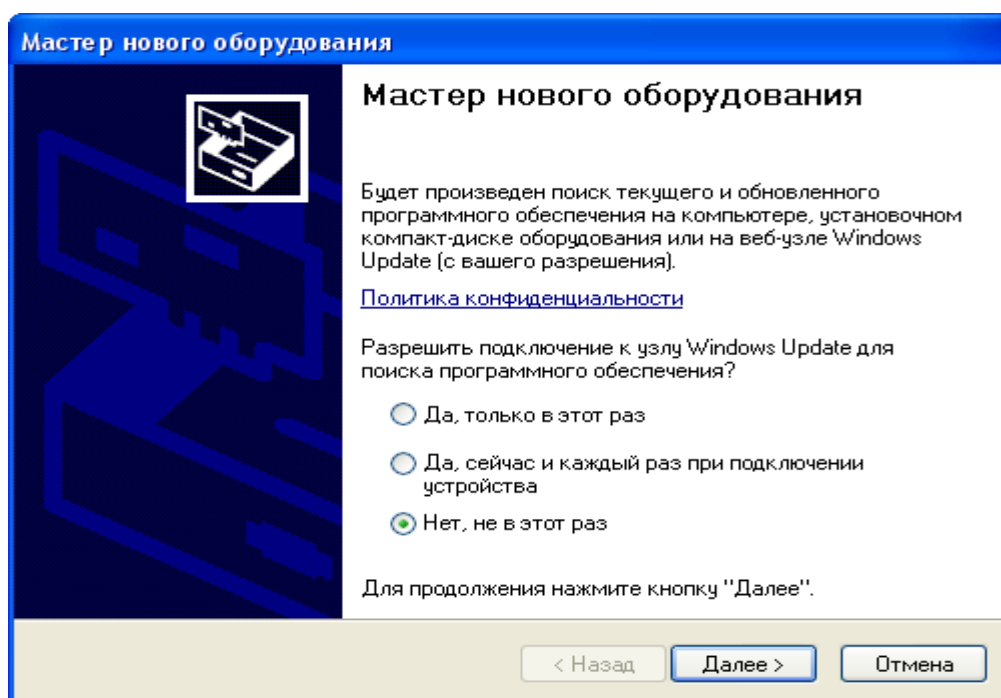 Мастер нового оборудования
Мастер нового оборудования
Будет произведен поиск текущего и обновленного
программного обеспечения на компьютере, установочном
компакт-диске оборудования или на веб-узле Windows
Update (с вашего разрешения).
Политика конфиденциальности
Разрешить подключение к узлу Windows Update для
поиска программного обеспечения?
Да, только в этот раз
Да, сейчас и каждый раз при подключении
устройства
Нет, не в этот раз
Для продолжения нажмите кнопку "Далее".
< Назад Далее > Отмена